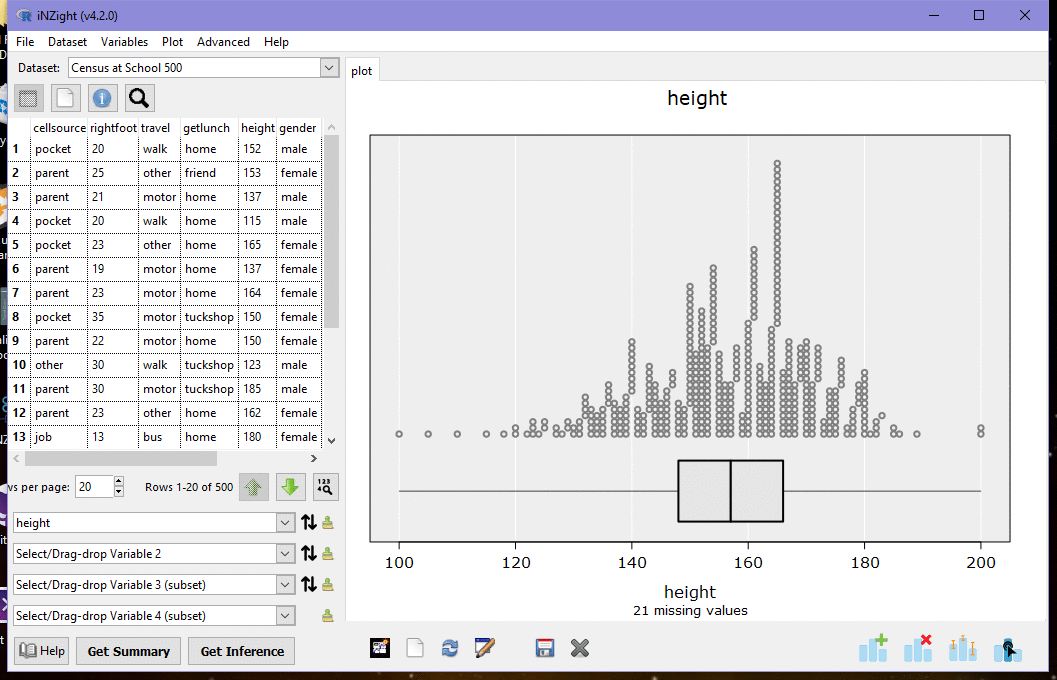 iNZight (v4.2.0)
File Dataset Variables Plot Advanced Help
Dataset: Census at School 500
plot
cellsource rightfoot travel getlunch height gender
1 pocket 20 walk home 152 male
2 parent 25 other friend 153 female
3 parent 21 motor home 137 male
4 pocket 20 walk home 115 male
5 pocket 23 other home 165 female
6 parent 19 motor home 137 female
7 parent 23 motor home 164 female
8 pocket 35 motor tuckshop 150 female
9 parent 22 motor home 150 female
10 other 30 walk tuckshop 123 male
11 parent 30 motor tuckshop 185 male
12 parent 23 other home 162 female
13 job 13 bus home 180 female
vs per page: 20 Rows 1-20 of 500
123
4
height
Select/Drag-drop Variable 2
Select/Drag-drop Variable 3 (subset)
Select/Drag-drop Variable 4 (subset)
Help Get Summary Get Inference
height
100 120 140 160 180 200
height
21 missing values